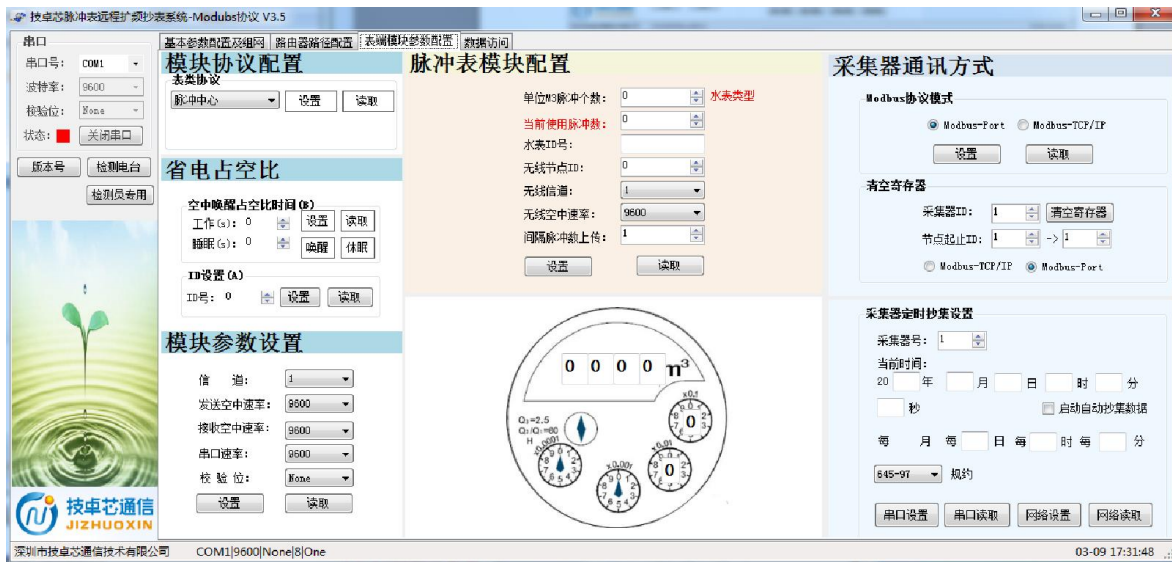 技卓芯脉冲表远程扩频抄表系统-Modubs协议 V3.5
串口
串口号: COM1
波特率: 9600
校验位: None
状态: 关闭串口
版本号 检测电台
检测员专用
技卓芯通信
JIZHUOXIN
基本参数配置及组网 路由器路径配置 表端模块参数配置 数据访问
模块协议配置
表类协议
脉冲中心 设置 读取
省电占空比
空中唤醒占空比时间(B)
工作(s): 0 设置 读取
睡眠(s): 0 唤醒 休眠
ID设置(A)
ID号: 0 设置 读取
模块参数设置
信 道: 1
发送空中速率: 9600
接收空中速率: 9600
串口速率: 9600
校 验 位: None
设置 读取
脉冲表模块配置
单位M3脉冲个数: 0 水表类型
当前使用脉冲数: 0
水表ID号:
无线节点ID: 0
无线信道: 1
无线空中速率: 9600
间隔脉冲数上传: 1
设置 读取
0 0 0 0 m³
x0.1
Q₃=2.5
Q₃/Q₁=80
H
x0.0001
x0.001
x0.01
0
0
采集器通讯方式
Modbus协议模式
Modbus-Port Modbus-TCP/IP
设置 读取
清空寄存器
采集器ID: 1 清空寄存器
节点起止ID: 1 -> 1
Modbus-TCP/IP Modbus-Port
采集器定时抄集设置
采集器号: 1
当前时间:
20 年 月 日 时 分
秒 启动自动抄集数据
每 月 每 日 每 时 每 分
645-97 规约
串口设置 串口读取 网络设置 网络读取
深圳市技卓芯通信技术有限公司 COM1|9600|None|8|One 03-09 17:31:48